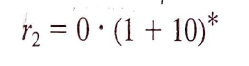 r₂ = 0 · (1 + 10)*